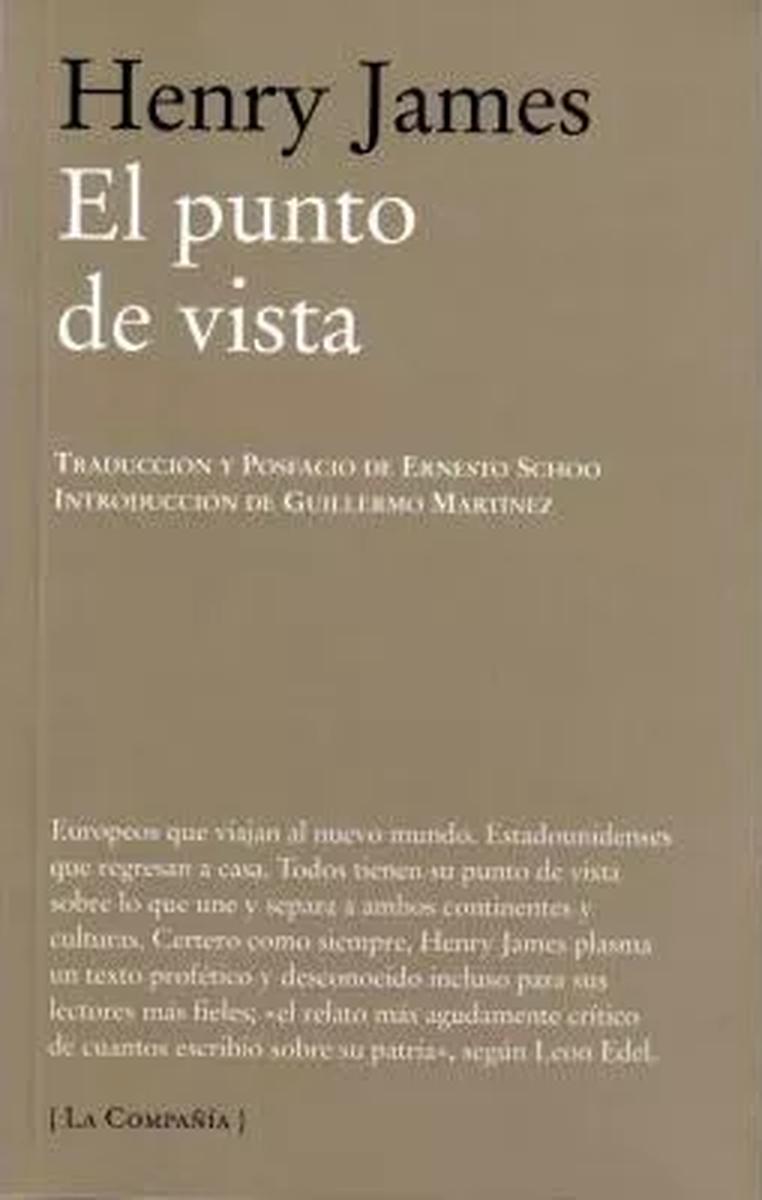 Henry James
El punto
de vista
Traducción y Posfacio de Ernesto Schoo
Introducción de Guillermo Martínez
Europeos que viajan al nuevo mundo. Estadounidenses
que regresan a casa. Todos tienen su punto de vista
sobre lo que une y separa a ambos continentes y
culturas. Certero como siempre, Henry James plasma
un texto profético y desconocido incluso para sus
lectores más fieles; «el relato más agudamente crítico
de cuantos escribió sobre su patria», según Leon Edel.
{ La Compañía }